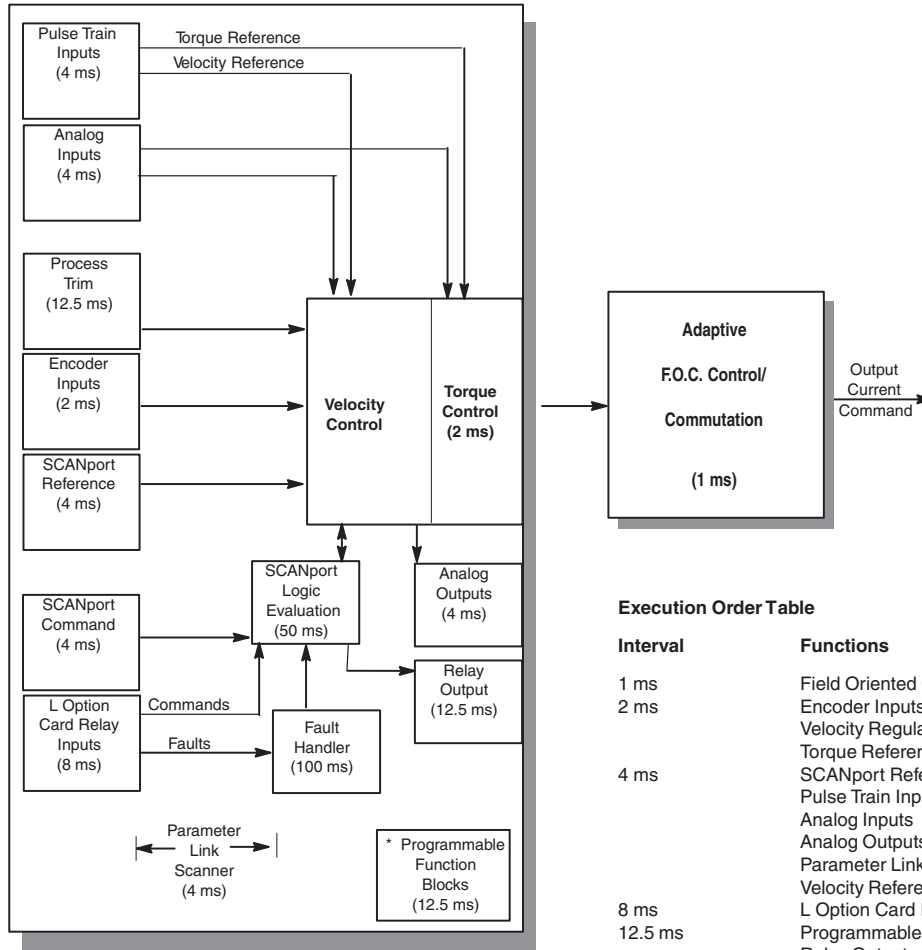 Pulse Train
Inputs
(4 ms)
Torque Reference
Velocity Reference
Analog
Inputs
(4 ms)
Process
Trim
(12.5 ms)
Encoder
Inputs
(2 ms)
SCANport
Reference
(4 ms)
Velocity
Control
Torque
Control
(2 ms)
Adaptive
F.O.C. Control/
Commutation
(1 ms)
Output
Current
Command
SCANport
Logic
Evaluation
(50 ms)
Analog
Outputs
(4 ms)
SCANport
Command
(4 ms)
Relay
Output
(12.5 ms)
L Option
Card Relay
Inputs
(8 ms)
Commands
Faults
Fault
Handler
(100 ms)
Parameter
Link
Scanner
(4 ms)
* Programmable
Function
Blocks
(12.5 ms)
Execution Order Table
Interval Functions
1 ms Field Oriented
2 ms Encoder Inputs
Velocity
Torque
4 ms SCANport
Pulse Train
Analog Inputs
Analog Outputs
Parameter Link
Velocity
8 ms L Option Card
12.5 ms Programmable